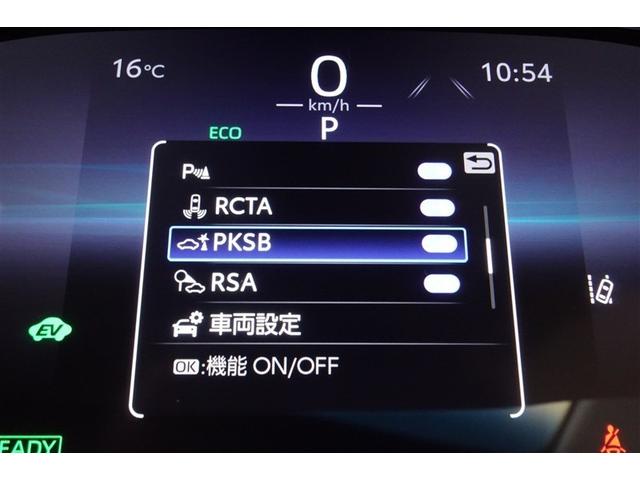 16℃
0
10:54
km/h
ECO
P
P
RCTA
PKSB
RSA
車両設定
EV
OK:機能 ON/OFF
READY